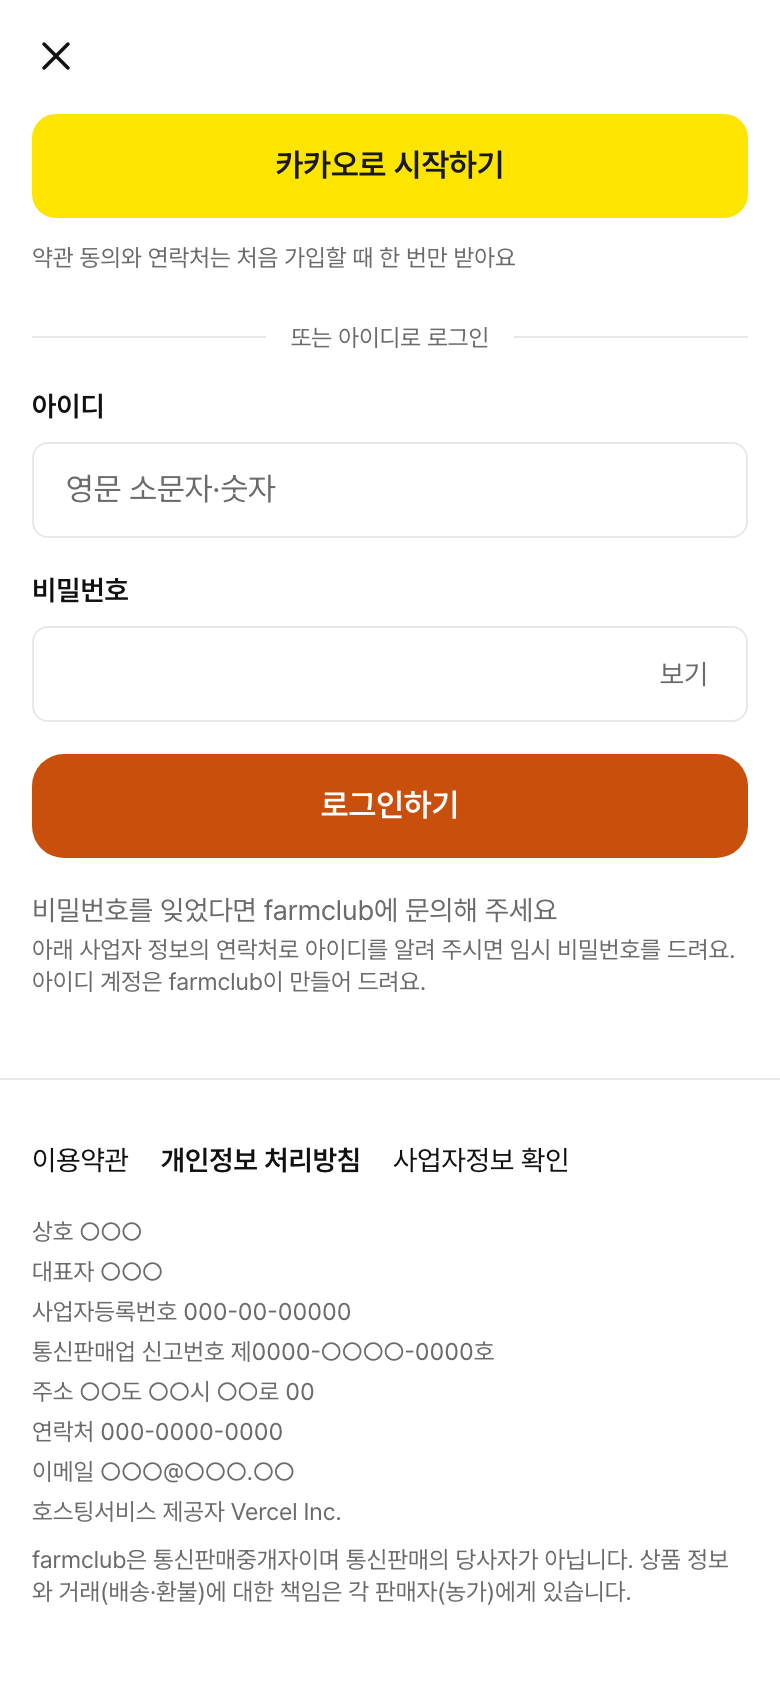 카카오로 시작하기
약관 동의와 연락처는 처음 가입할 때 한 번만 받아요
또는 아이디로 로그인
아이디
영문 소문자·숫자
비밀번호
보기
로그인하기
비밀번호를 잊었다면 farmclub에 문의해 주세요
아래 사업자 정보의 연락처로 아이디를 알려 주시면 임시 비밀번호를 드려요.
아이디 계정은 farmclub이 만들어 드려요.
이용약관 개인정보 처리방침 사업자정보 확인
상호 〇〇〇
대표자 〇〇〇
사업자등록번호 000-00-00000
통신판매업 신고번호 제0000-〇〇〇〇-0000호
주소 〇〇도 〇〇시 〇〇로 00
연락처 000-0000-0000
이메일 〇〇〇@〇〇〇.〇〇
호스팅서비스 제공자 Vercel Inc.
farmclub은 통신판매중개자이며 통신판매의 당사자가 아닙니다. 상품 정보
와 거래(배송·환불)에 대한 책임은 각 판매자(농가)에게 있습니다.